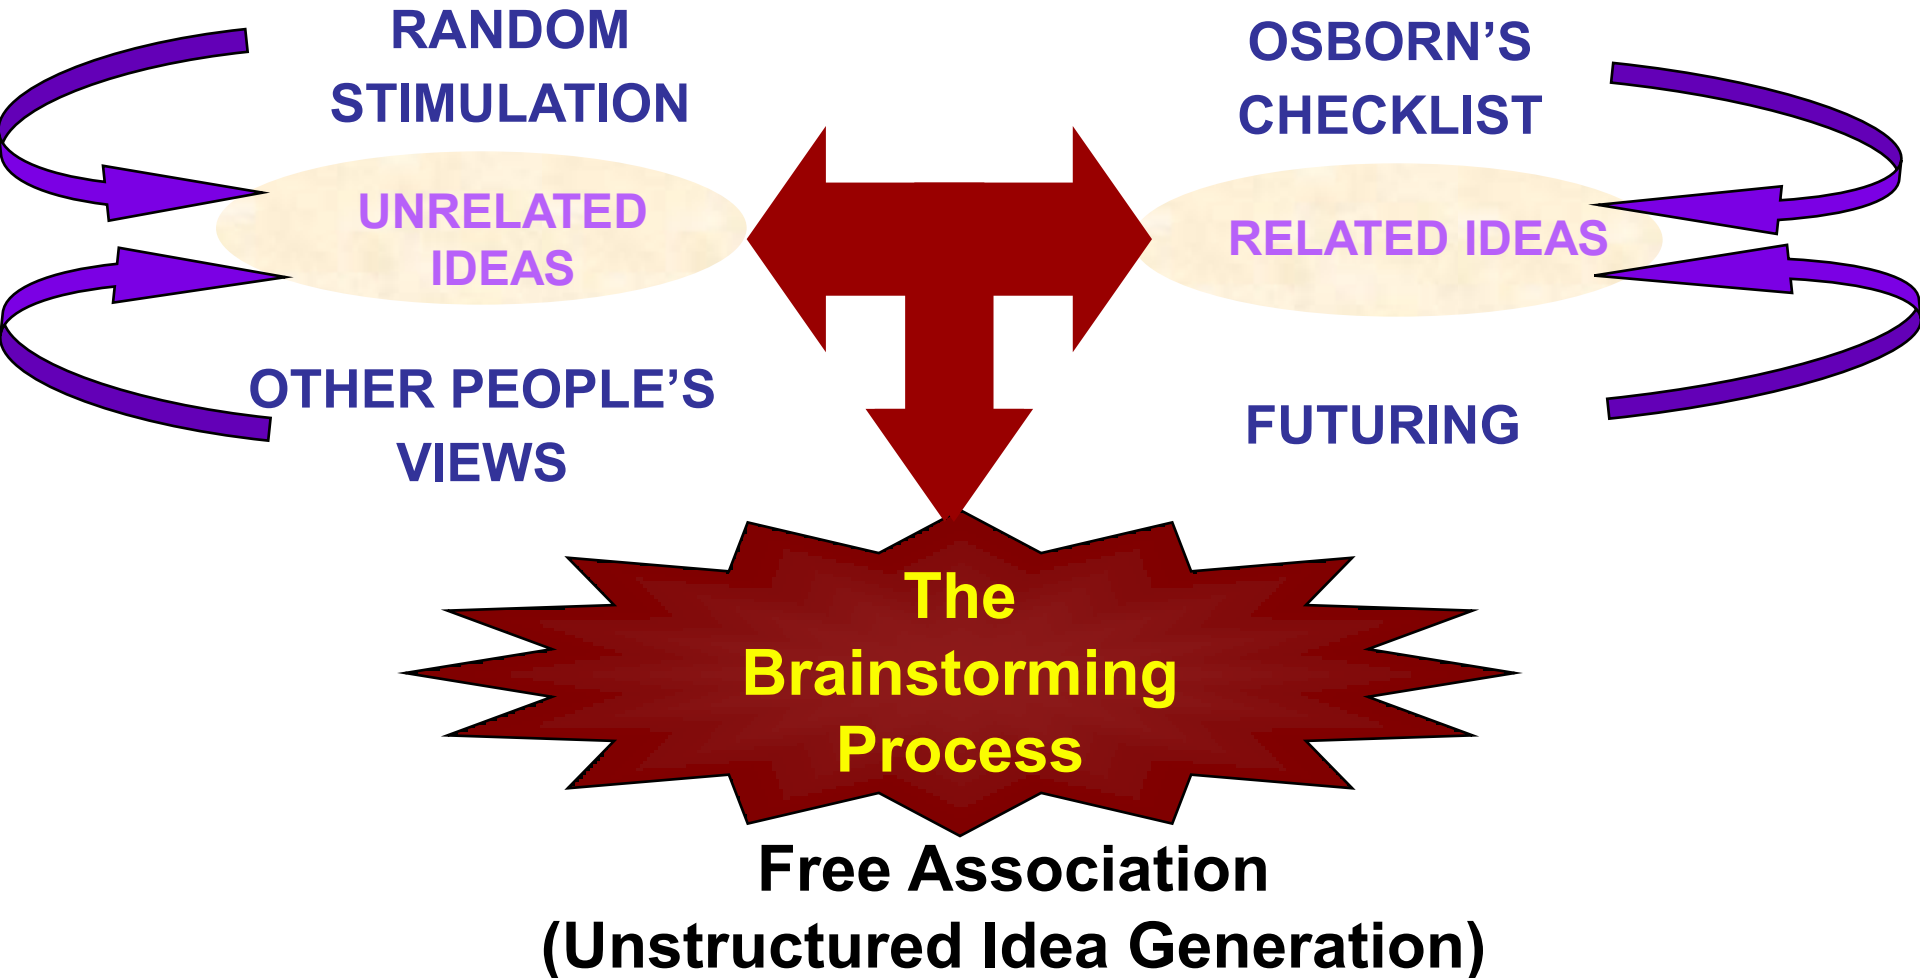 RANDOM
STIMULATION
UNRELATED
IDEAS
OTHER PEOPLE’S
VIEWS
OSBORN’S
CHECKLIST
RELATED IDEAS
FUTURING
The
Brainstorming
Process
Free Association
(Unstructured Idea Generation)